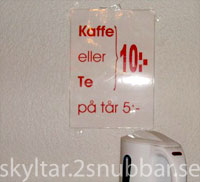 Kaffe
eller 10:-
Te
på tår 5:-
skyltar.2snubbar.se